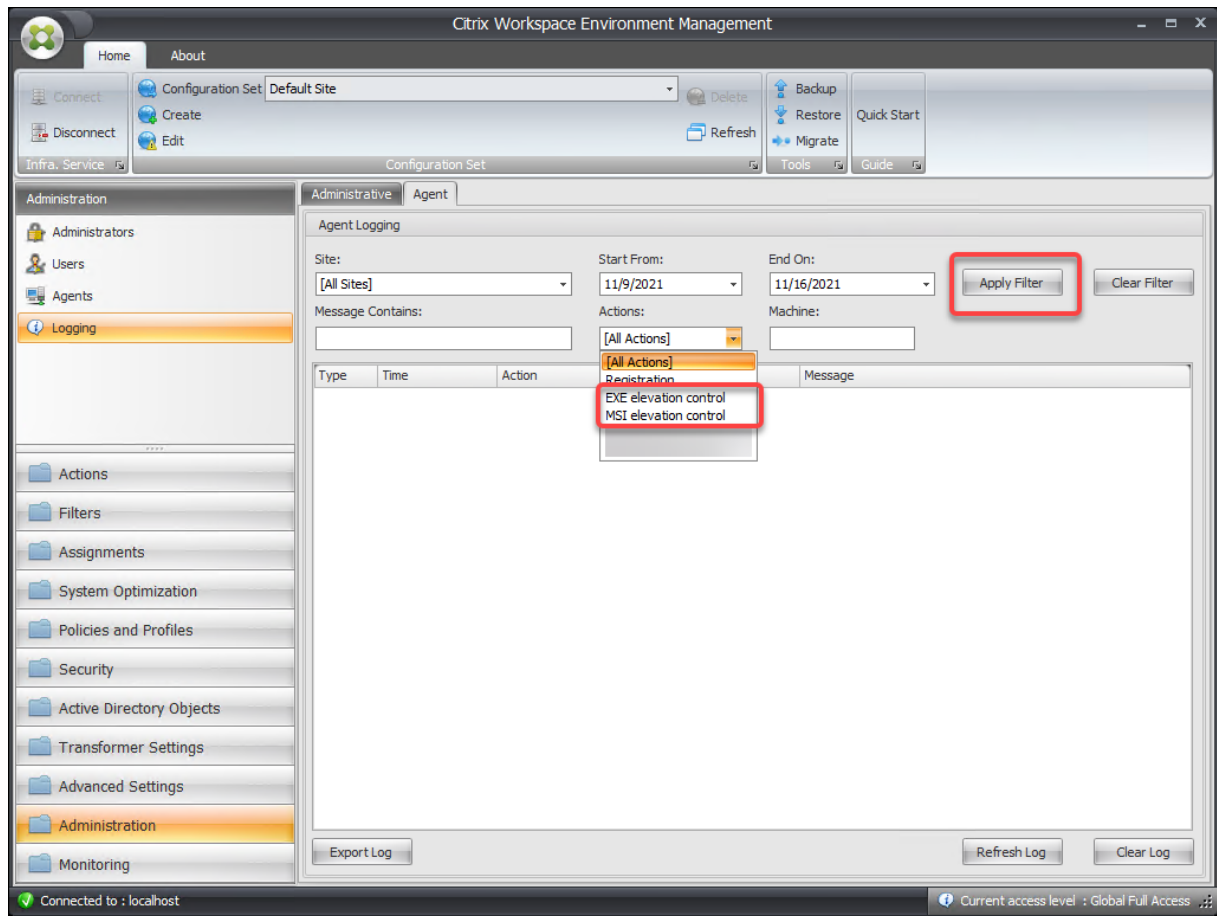 Citrix Workspace Environment Management
Home About
Connect
Disconnect
Infra. Service
Configuration Set Default Site
Create
Edit
Delete
Refresh
Configuration Set
Backup
Restore
Migrate
Tools
Quick Start
Guide
Administration
Administrators
Users
Agents
Logging
Actions
Filters
Assignments
System Optimization
Policies and Profiles
Security
Active Directory Objects
Transformer Settings
Advanced Settings
Administration
Monitoring
Administrative Agent
Agent Logging
Site: Start From: End On:
[All Sites] 11/9/2021 11/16/2021 Apply Filter Clear Filter
Message Contains: Actions: Machine:
[All Actions]
[All Actions]
Registration
EXE elevation control
MSI elevation control
Type Time Action Message
Export Log Refresh Log Clear Log
Connected to : localhost Current access level : Global Full Access